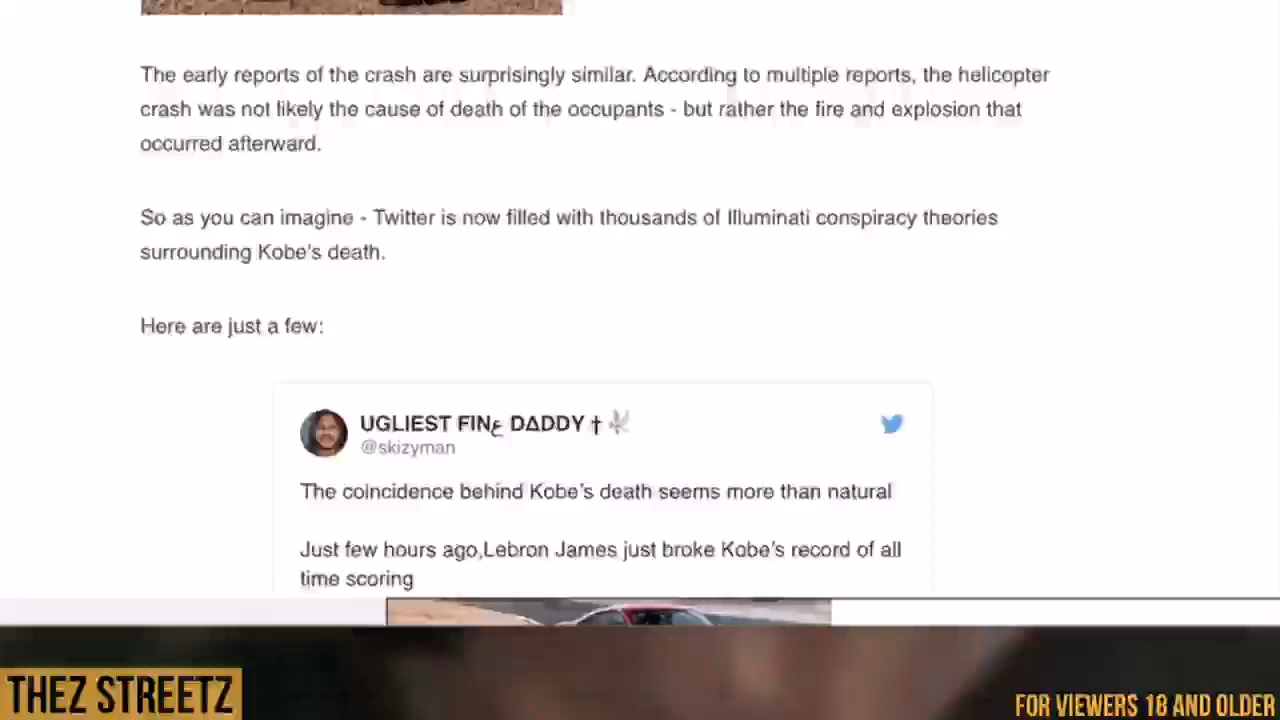 The early reports of the crash are surprisingly similar. According to multiple reports, the helicopter
crash was not likely the cause of death of the occupants - but rather the fire and explosion that
occurred afterward.
So as you can imagine - Twitter is now filled with thousands of Illuminati conspiracy theories
surrounding Kobe's death.
Here are just a few:
UGLIEST FINع DΔDDY †
@skizyman
The coincidence behind Kobe's death seems more than natural
Just few hours ago,Lebron James just broke Kobe's record of all
time scoring
THEZ STREETZ
FOR VIEWERS 18 AND OLDER